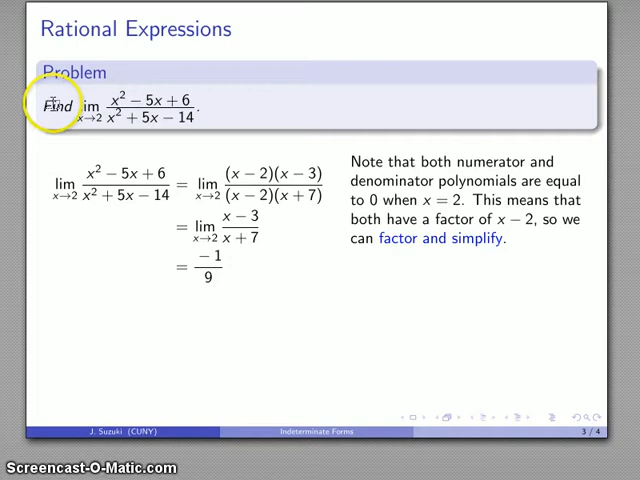 Rational Expressions
Problem
Find lim x→2 x² − 5x + 6 / x² + 5x − 14.
lim x→2 x² − 5x + 6 / x² + 5x − 14 = lim x→2 (x − 2)(x − 3) / (x − 2)(x + 7)
= lim x→2 x − 3 / x + 7
= −1 / 9
Note that both numerator and
denominator polynomials are equal
to 0 when x = 2. This means that
both have a factor of x − 2, so we
can factor and simplify.
J. Suzuki (CUNY) Indeterminate Forms 3 / 4
Screencast-O-Matic.com